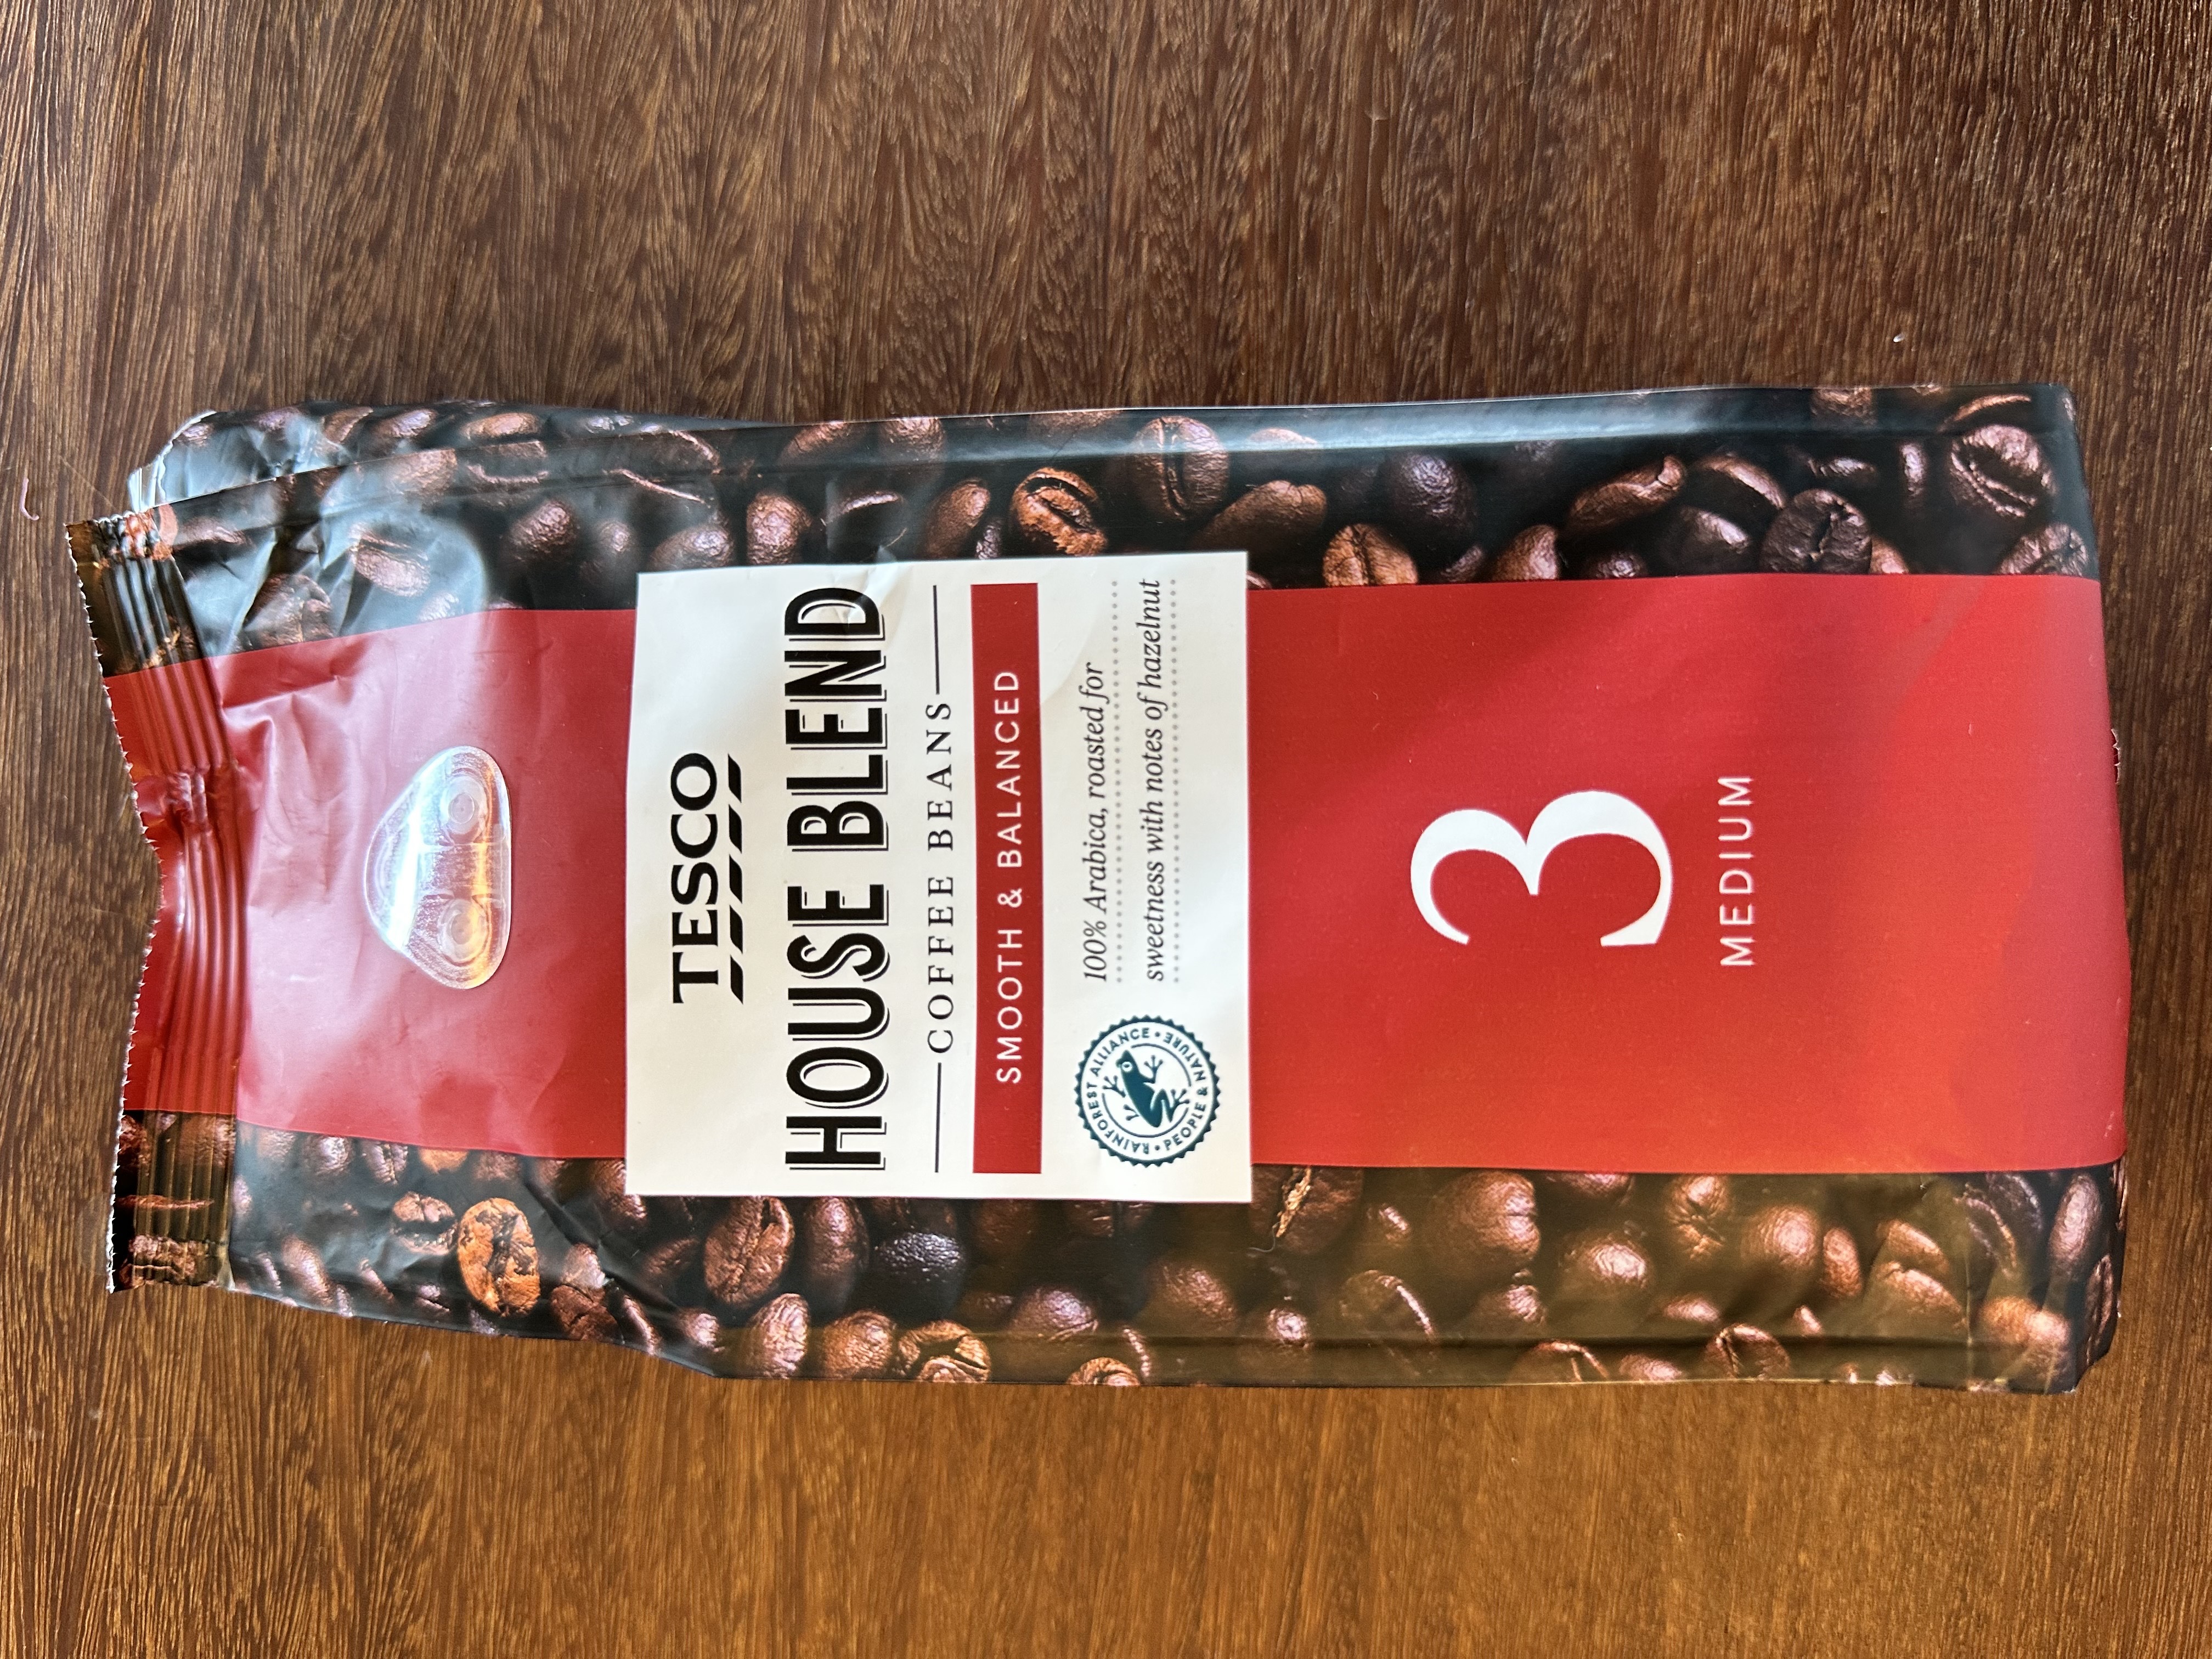 TESCO
HOUSE BLEND
COFFEE BEANS
SMOOTH & BALANCED
RAINFOREST ALLIANCE • PEOPLE & NATURE •
100% Arabica, roasted for
sweetness with notes of hazelnut
3
MEDIUM